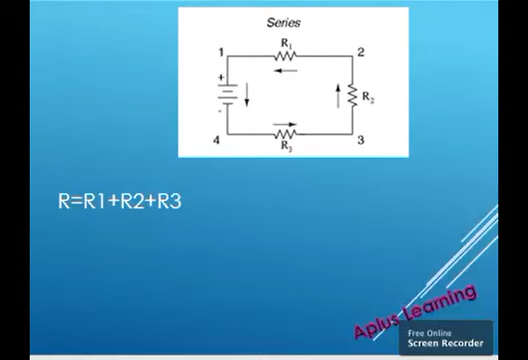 Series
R1
1 2
+
R2
-
4 3
R3
R=R1+R2+R3
Aplus Learning
Free Online
Screen Recorder